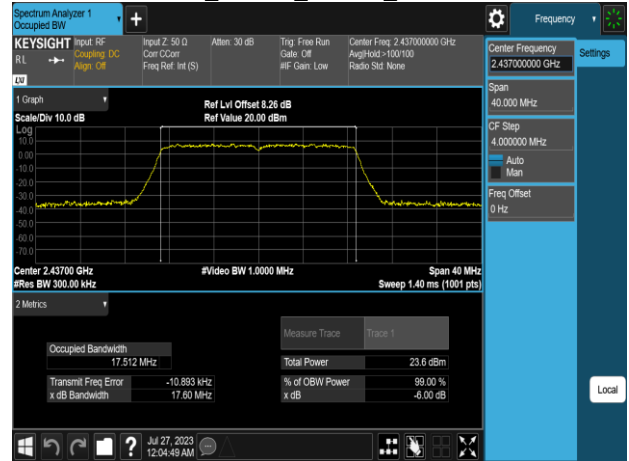 Spectrum Analyzer 1
Occupied BW
Frequency
KEYSIGHT
Input: RF
Coupling: DC
Align: Off
Input Z: 50 Ω
Corr CCorr
Freq Ref: Int (S)
Atten: 30 dB
Trig: Free Run
Gate: Off
#IF Gain: Low
Center Freq: 2.437000000 GHz
Avg|Hold:>100/100
Radio Std: None
RL
LXI
Center Frequency
2.437000000 GHz
Settings
Span
40.000 MHz
CF Step
4.000000 MHz
Auto
Man
Freq Offset
0 Hz
Local
1 Graph
Ref Lvl Offset 8.26 dB
Scale/Div 10.0 dB
Ref Value 20.00 dBm
Log
10.0
0.00
-10.0
-20.0
-30.0
-40.0
-50.0
-60.0
-70.0
Center 2.43700 GHz
#Video BW 1.0000 MHz
Span 40 MHz
#Res BW 300.00 kHz
Sweep 1.40 ms (1001 pts)
2 Metrics
Measure Trace
Trace 1
Occupied Bandwidth
17.512 MHz
Total Power
23.6 dBm
Transmit Freq Error
-10.893 kHz
% of OBW Power
99.00 %
x dB Bandwidth
17.60 MHz
x dB
-6.00 dB
?
Jul 27, 2023
12:04:49 AM